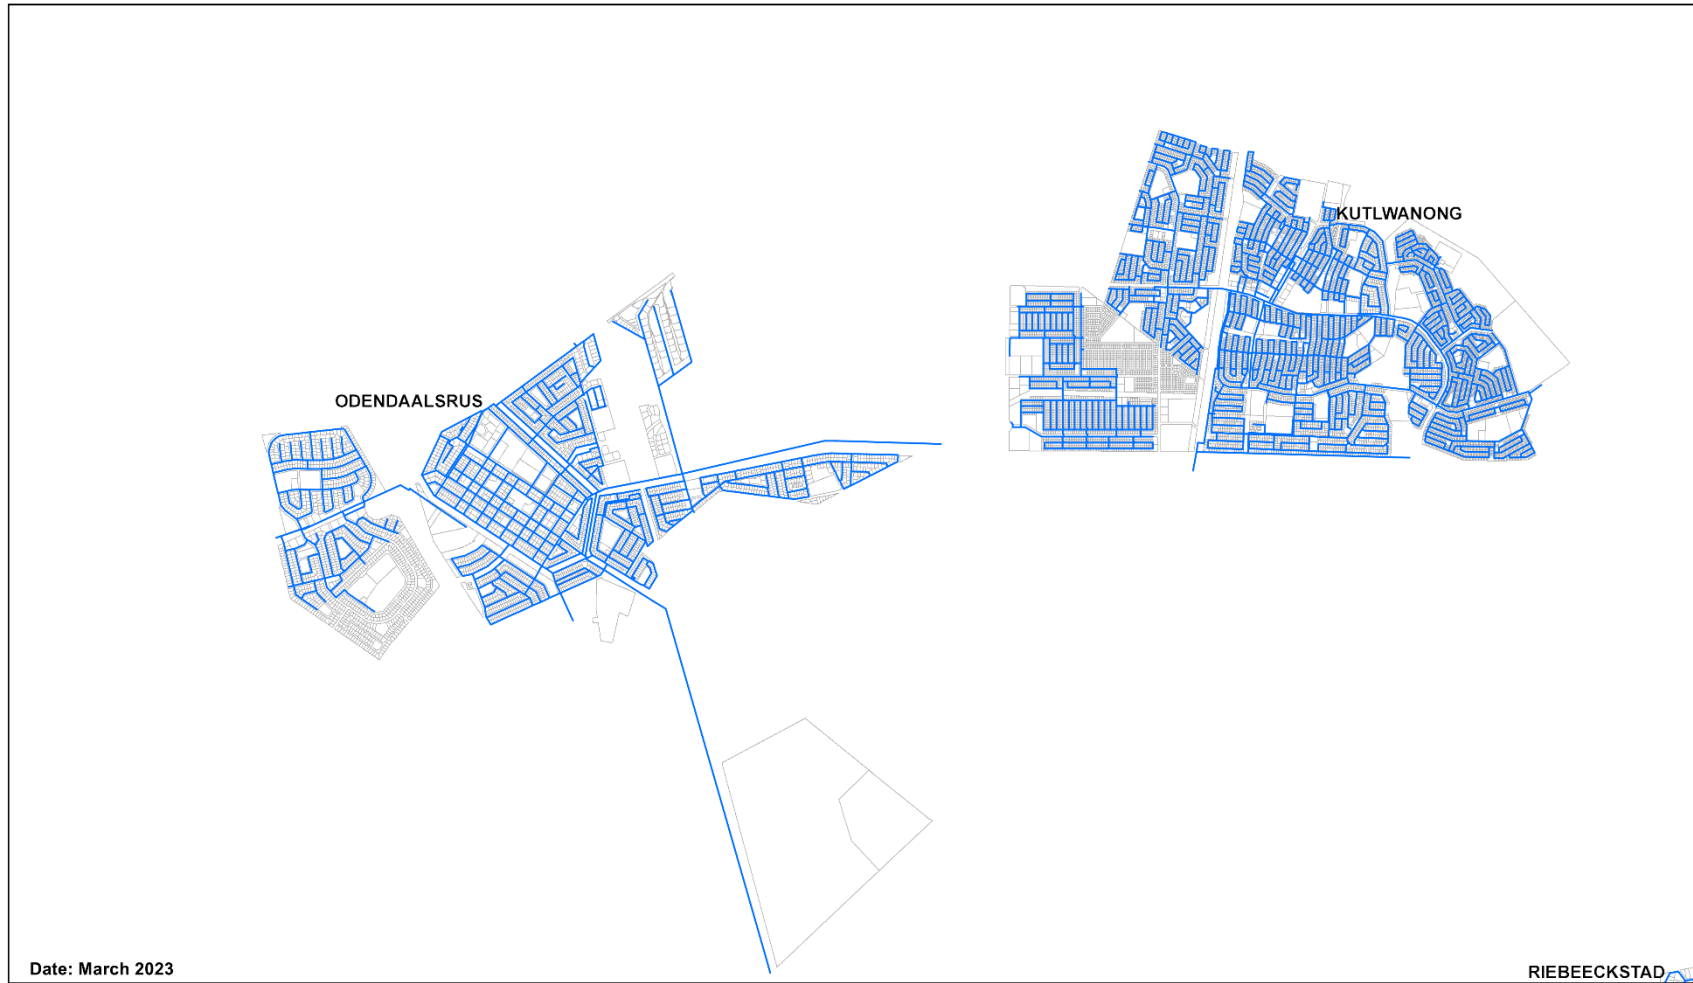 KUTLWANONG
ODENDAALSRUS
Date: March 2023
RIEBEECKSTAD